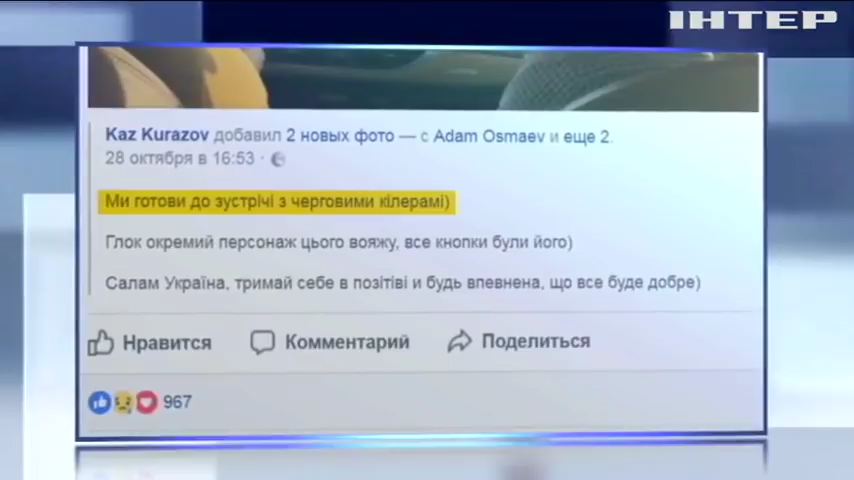 ІНТЕР
Kaz Kurazov добавил 2 новых фото — с Adam Osmaev и еще 2.
28 октября в 16:53 ·
Ми готови до зустрічі з черговими кілерамі)
Глок окремий персонаж цього вояжу, все кнопки були його)
Салам Україна, тримай себе в позітіві и будь впевнена, що все буде добре)
Нравится Комментарий Поделиться
967